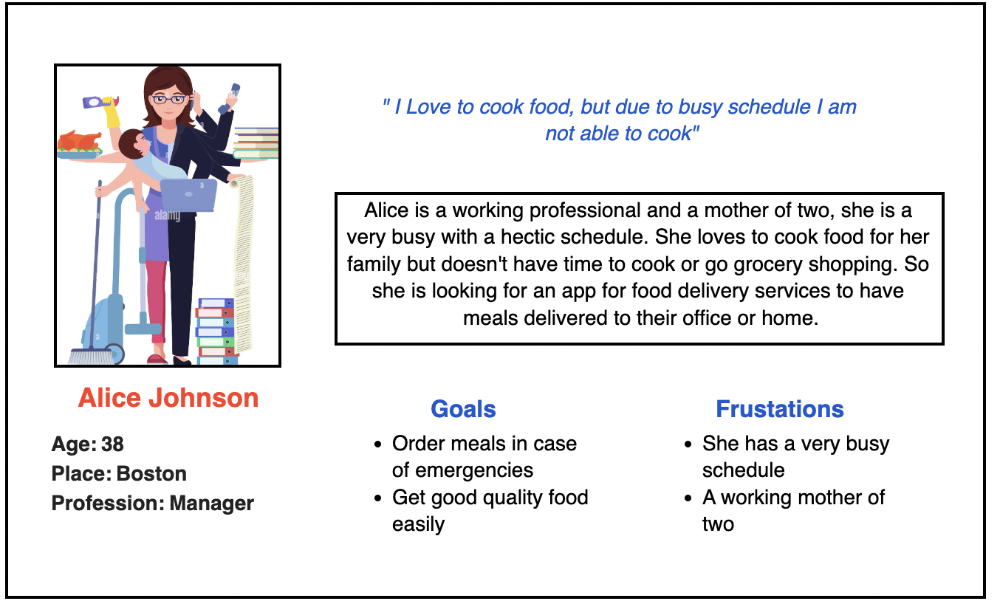 " I Love to cook food, but due to busy schedule I am
not able to cook"
Alice is a working professional and a mother of two, she is a
very busy with a hectic schedule. She loves to cook food for her
family but doesn't have time to cook or go grocery shopping. So
she is looking for an app for food delivery services to have
meals delivered to their office or home.
alamy
a
a
a
a
a
Alice Johnson
Age: 38
Place: Boston
Profession: Manager
Goals
• Order meals in case
of emergencies
• Get good quality food
easily
Frustations
• She has a very busy
schedule
• A working mother of
two